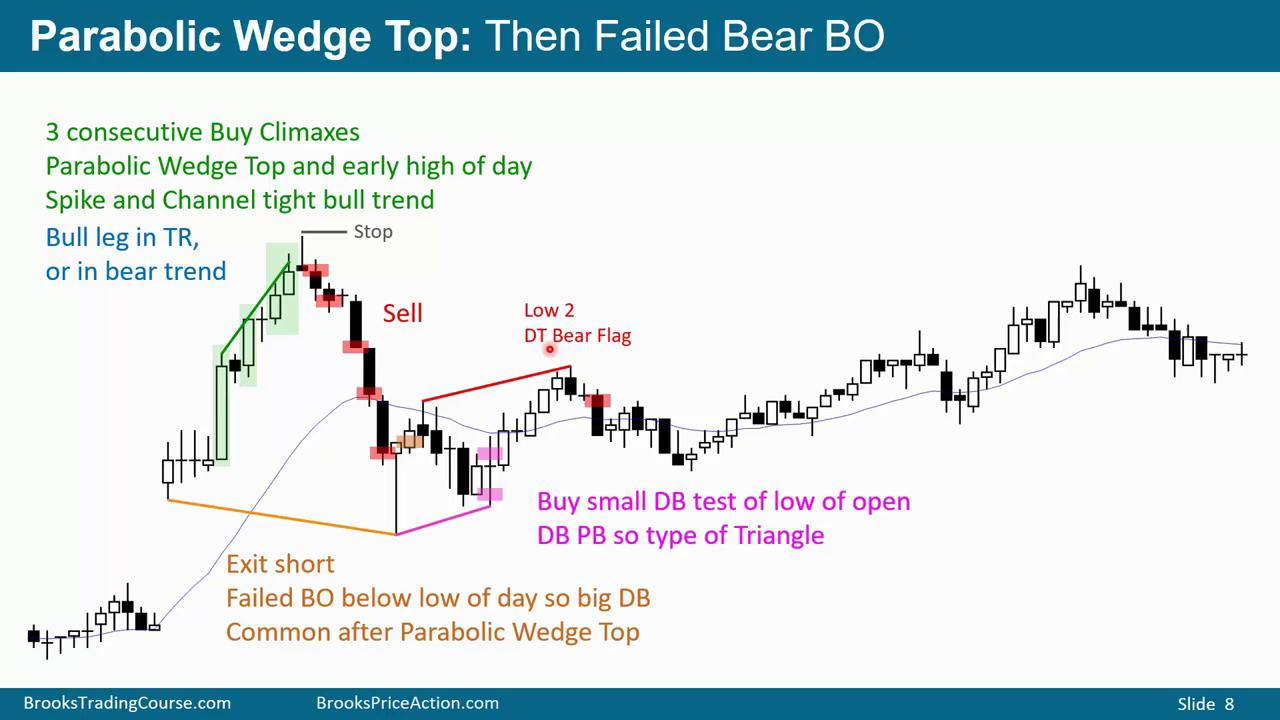 Parabolic Wedge Top: Then Failed Bear BO
3 consecutive Buy Climaxes
Parabolic Wedge Top and early high of day
Spike and Channel tight bull trend
Bull leg in TR,
or in bear trend
Stop
Sell
Low 2
DT Bear Flag
Buy small DB test of low of open
DB PB so type of Triangle
Exit short
Failed BO below low of day so big DB
Common after Parabolic Wedge Top
BrooksTradingCourse.com
BrooksPriceAction.com
Slide 8